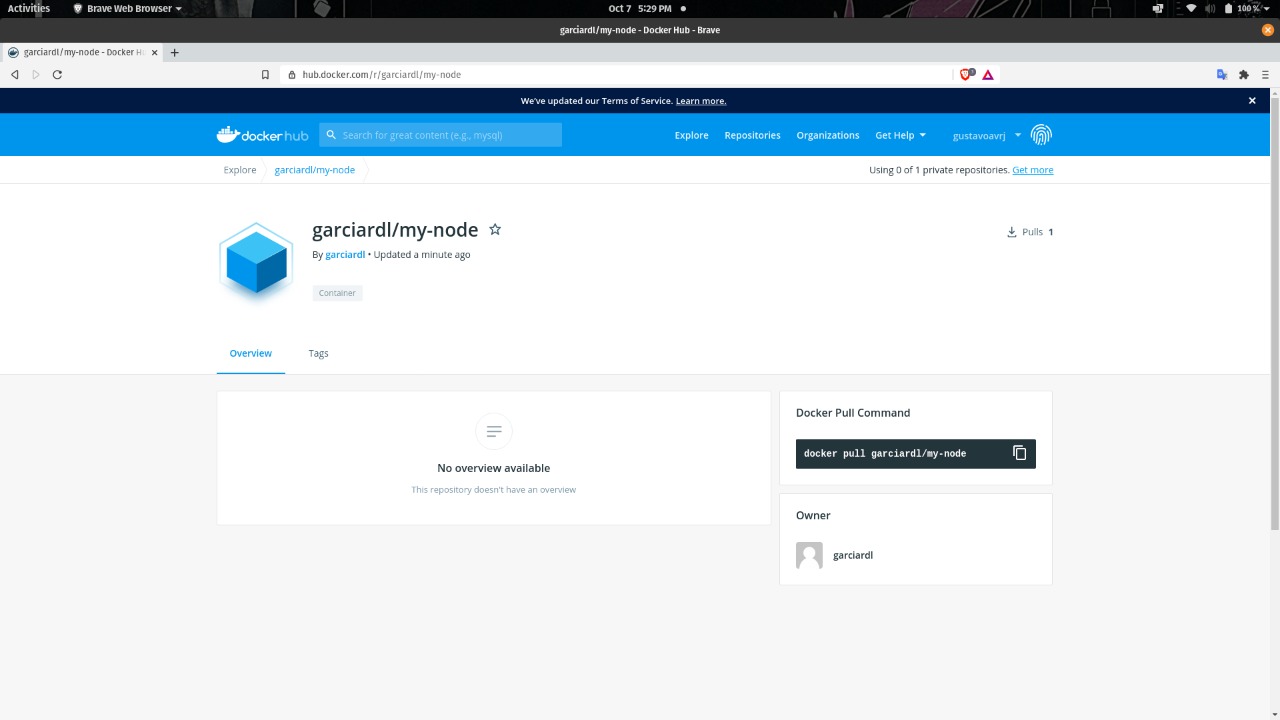 Activities Brave Web Browser Oct 7 5:29 PM 100 %
garciardl/my-node - Docker Hub - Brave
garciardl/my-node - Docker H
hub.docker.com/r/garciardl/my-node
We've updated our Terms of Service. Learn more.
docker hub Search for great content (e.g., mysql) Explore Repositories Organizations Get Help gustavoavrj
Explore garciardl/my-node Using 0 of 1 private repositories. Get more
garciardl/my-node
Pulls 1
By garciardl • Updated a minute ago
Container
Overview Tags
No overview available
This repository doesn't have an overview
Docker Pull Command
docker pull garciardl/my-node
Owner
garciardl